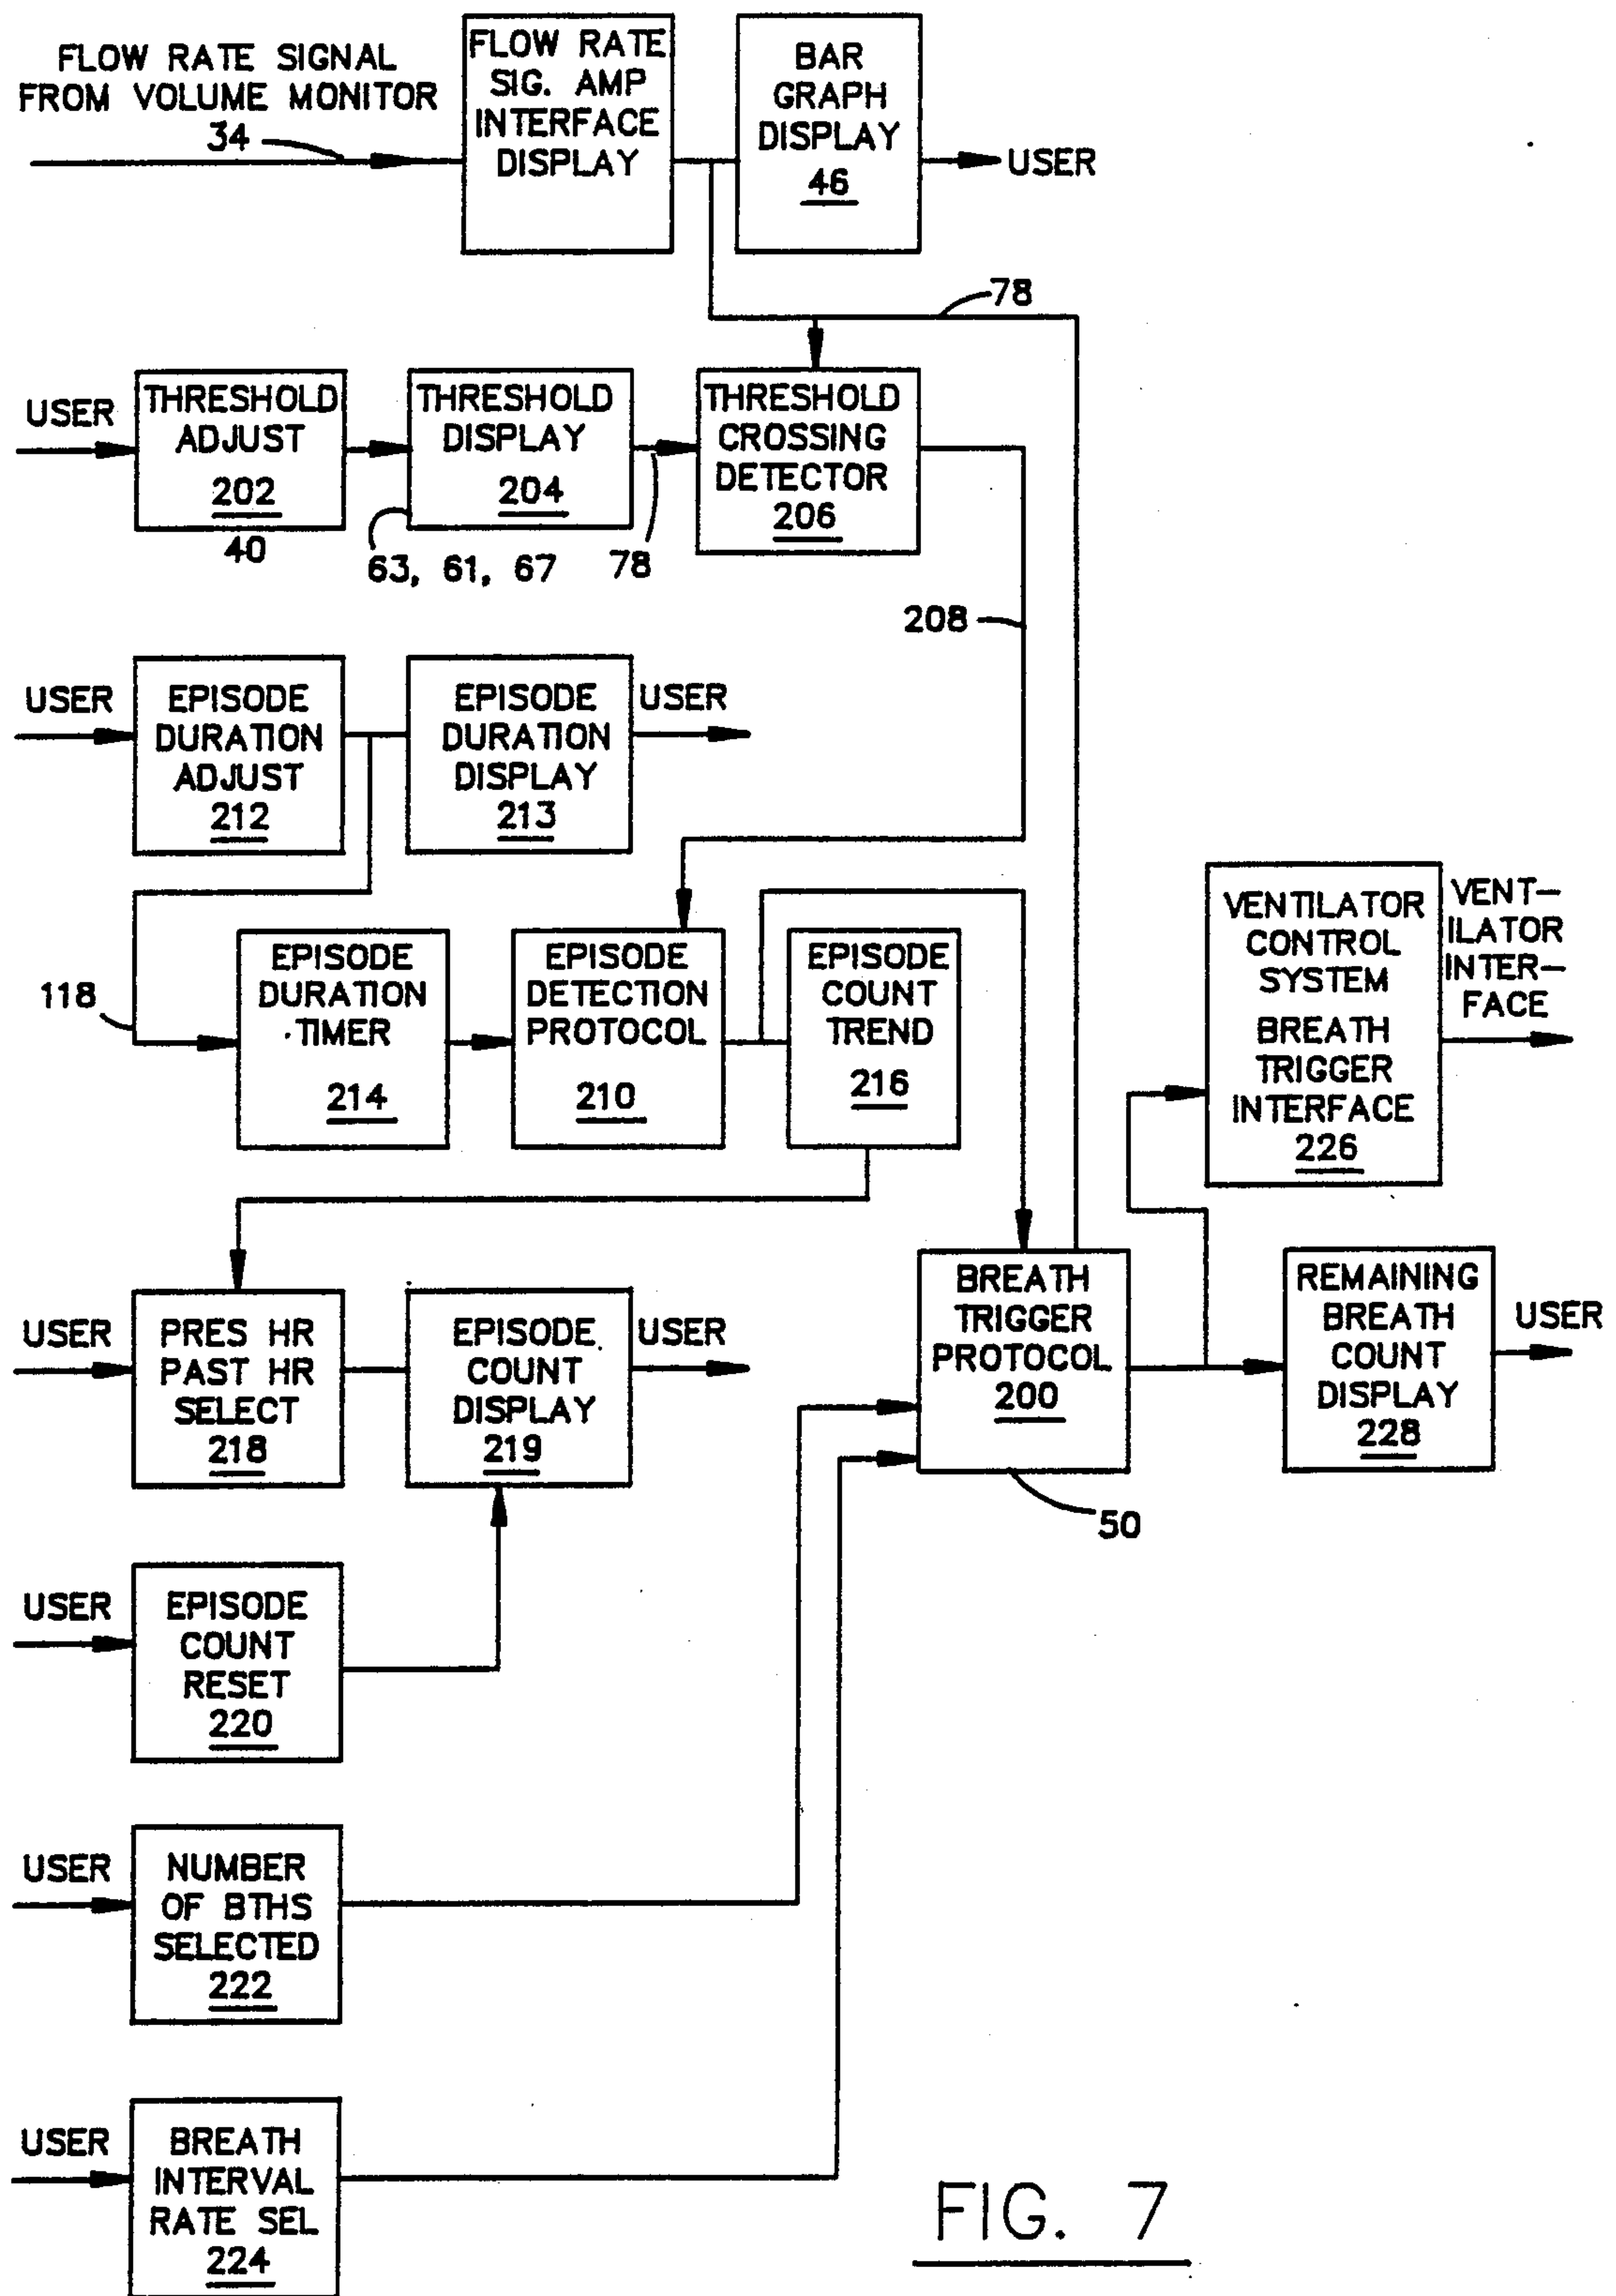 FLOW RATE SIGNAL
FROM VOLUME MONITOR
34
FLOW RATE
SIG. AMP
INTERFACE
DISPLAY
BAR
GRAPH
DISPLAY
46
USER
78
USER
THRESHOLD
ADJUST
202
40
THRESHOLD
DISPLAY
204
63, 61, 67
78
THRESHOLD
CROSSING
DETECTOR
206
208
USER
EPISODE
DURATION
ADJUST
212
EPISODE
DURATION
DISPLAY
213
USER
118
EPISODE
DURATION
TIMER
214
EPISODE
DETECTION
PROTOCOL
210
EPISODE
COUNT
TREND
216
VENTILATOR
CONTROL
SYSTEM
BREATH
TRIGGER
INTERFACE
226
VENT-
ILATOR
INTER-
FACE
USER
PRES HR
PAST HR
SELECT
218
EPISODE
COUNT
DISPLAY
219
USER
BREATH
TRIGGER
PROTOCOL
200
50
REMAINING
BREATH
COUNT
DISPLAY
228
USER
USER
EPISODE
COUNT
RESET
220
USER
NUMBER
OF BTHS
SELECTED
222
USER
BREATH
INTERVAL
RATE SEL
224
FIG. 7